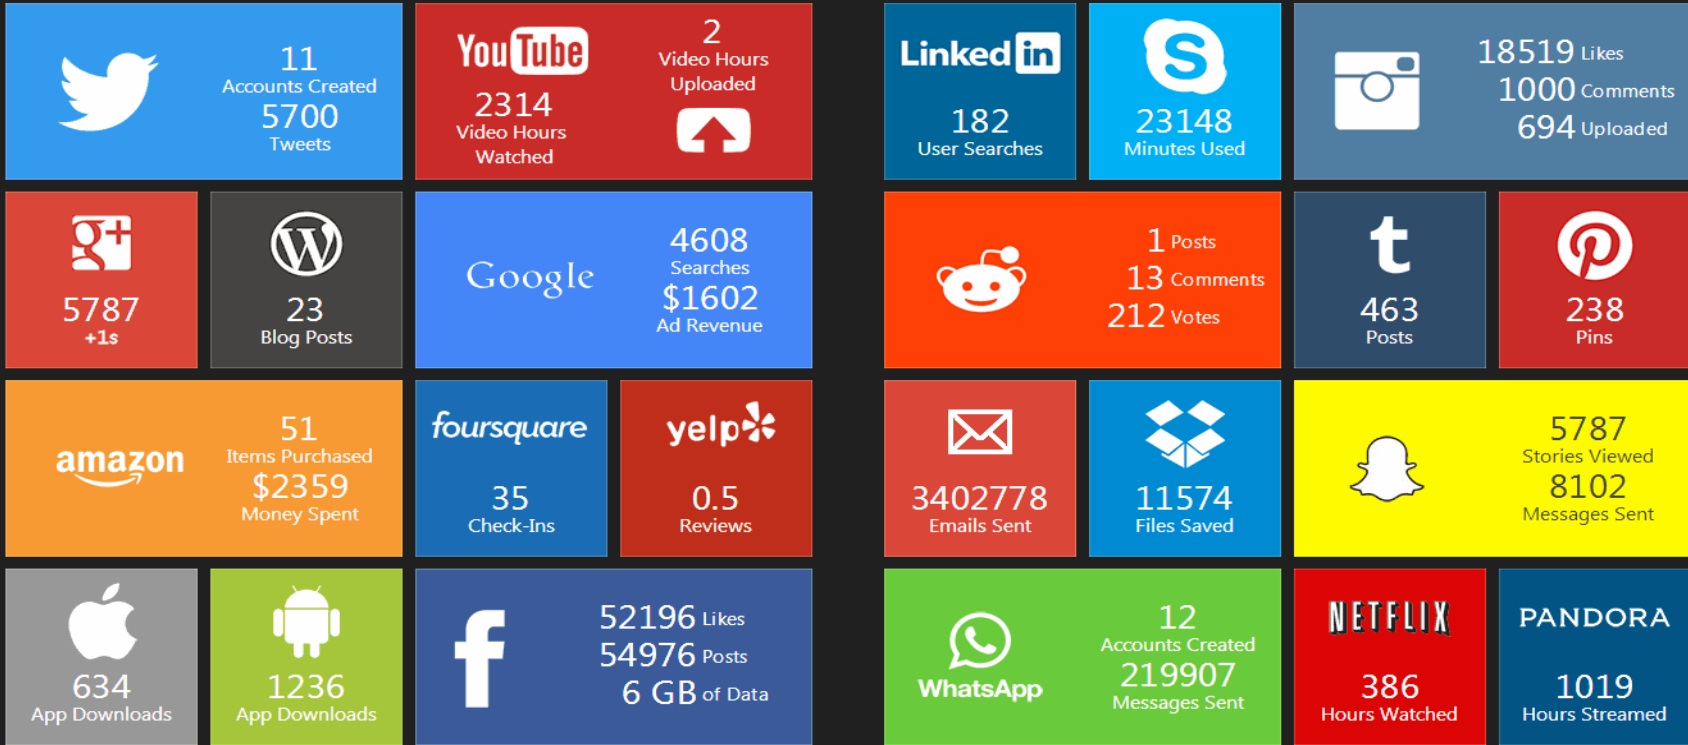 11
Accounts Created
5700
Tweets
YouTube
2314
Video Hours
Watched
2
Video Hours
Uploaded
Linked in
182
User Searches
S
23148
Minutes Used
18519 Likes
1000 Comments
694 Uploaded
g+
5787
+1s
W
23
Blog Posts
Google
4608
Searches
$1602
Ad Revenue
1 Posts
13 Comments
212 Votes
t
463
Posts
P
238
Pins
amazon
51
Items Purchased
$2359
Money Spent
foursquare
35
Check-Ins
yelp
0.5
Reviews
3402778
Emails Sent
11574
Files Saved
5787
Stories Viewed
8102
Messages Sent
634
App Downloads
1236
App Downloads
f
52196 Likes
54976 Posts
6 GB of Data
WhatsApp
12
Accounts Created
219907
Messages Sent
NETFLIX
386
Hours Watched
PANDORA
1019
Hours Streamed